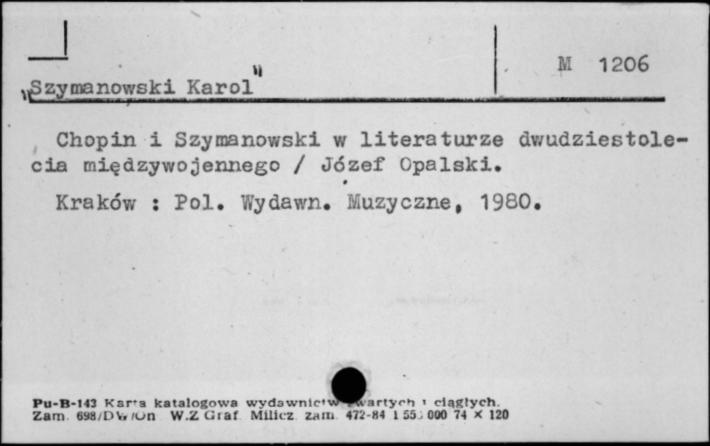 M 1206
"Szymanowski Karol"
Chopin i Szymanowski w literaturze dwudziestole-
cia międzywojennego / Józef Opalski.
Kraków : Pol. Wydawn. Muzyczne, 1980.
Pu-B-143 Karta katalogowa wydawnictw zwartych i ciągłych.
Zam. 698/DW/On W.Z Graf. Milicz zam. 472-84 1 55 000 74 × 120